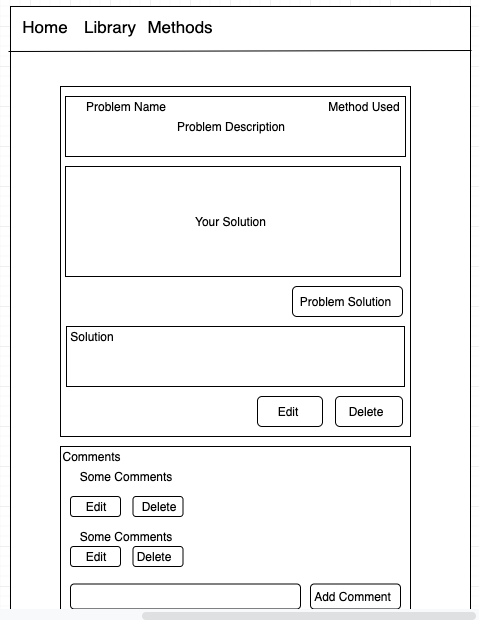 Home Library Methods
Problem Name Method Used
Problem Description
Your Solution
Problem Solution
Solution
Edit Delete
Comments
Some Comments
Edit Delete
Some Comments
Edit Delete
Add Comment